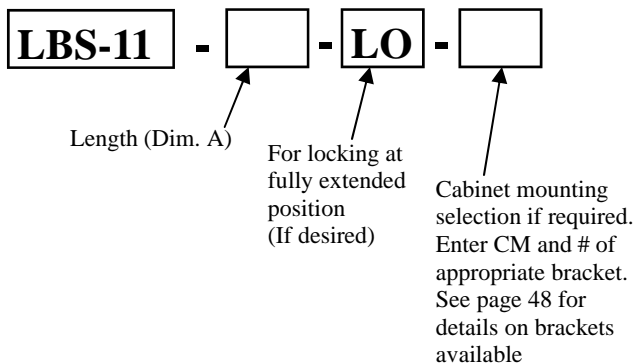 LBS-11 - - LO -
Length (Dim. A)
For locking at
fully extended
position
(If desired)
Cabinet mounting
selection if required.
Enter CM and # of
appropriate bracket.
See page 48 for
details on brackets
available